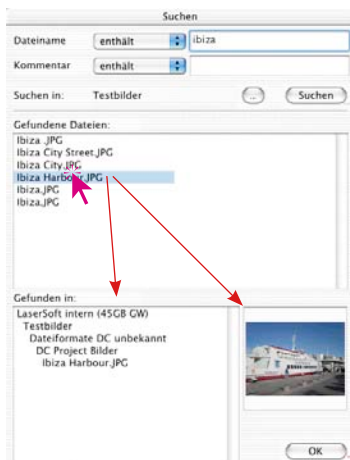 Suchen
Dateiname enthält ibiza
Kommentar enthält
Suchen in: Testbilder .. Suchen
Gefundene Dateien:
Ibiza .JPG
Ibiza City Street.JPG
Ibiza City.JPG
Ibiza Harbour.JPG
Ibiza.JPG
Ibiza.JPG
Gefunden in:
LaserSoft intern (45GB GW)
Testbilder
Dateiformate DC unbekannt
DC Project Bilder
Ibiza Harbour.JPG
OK